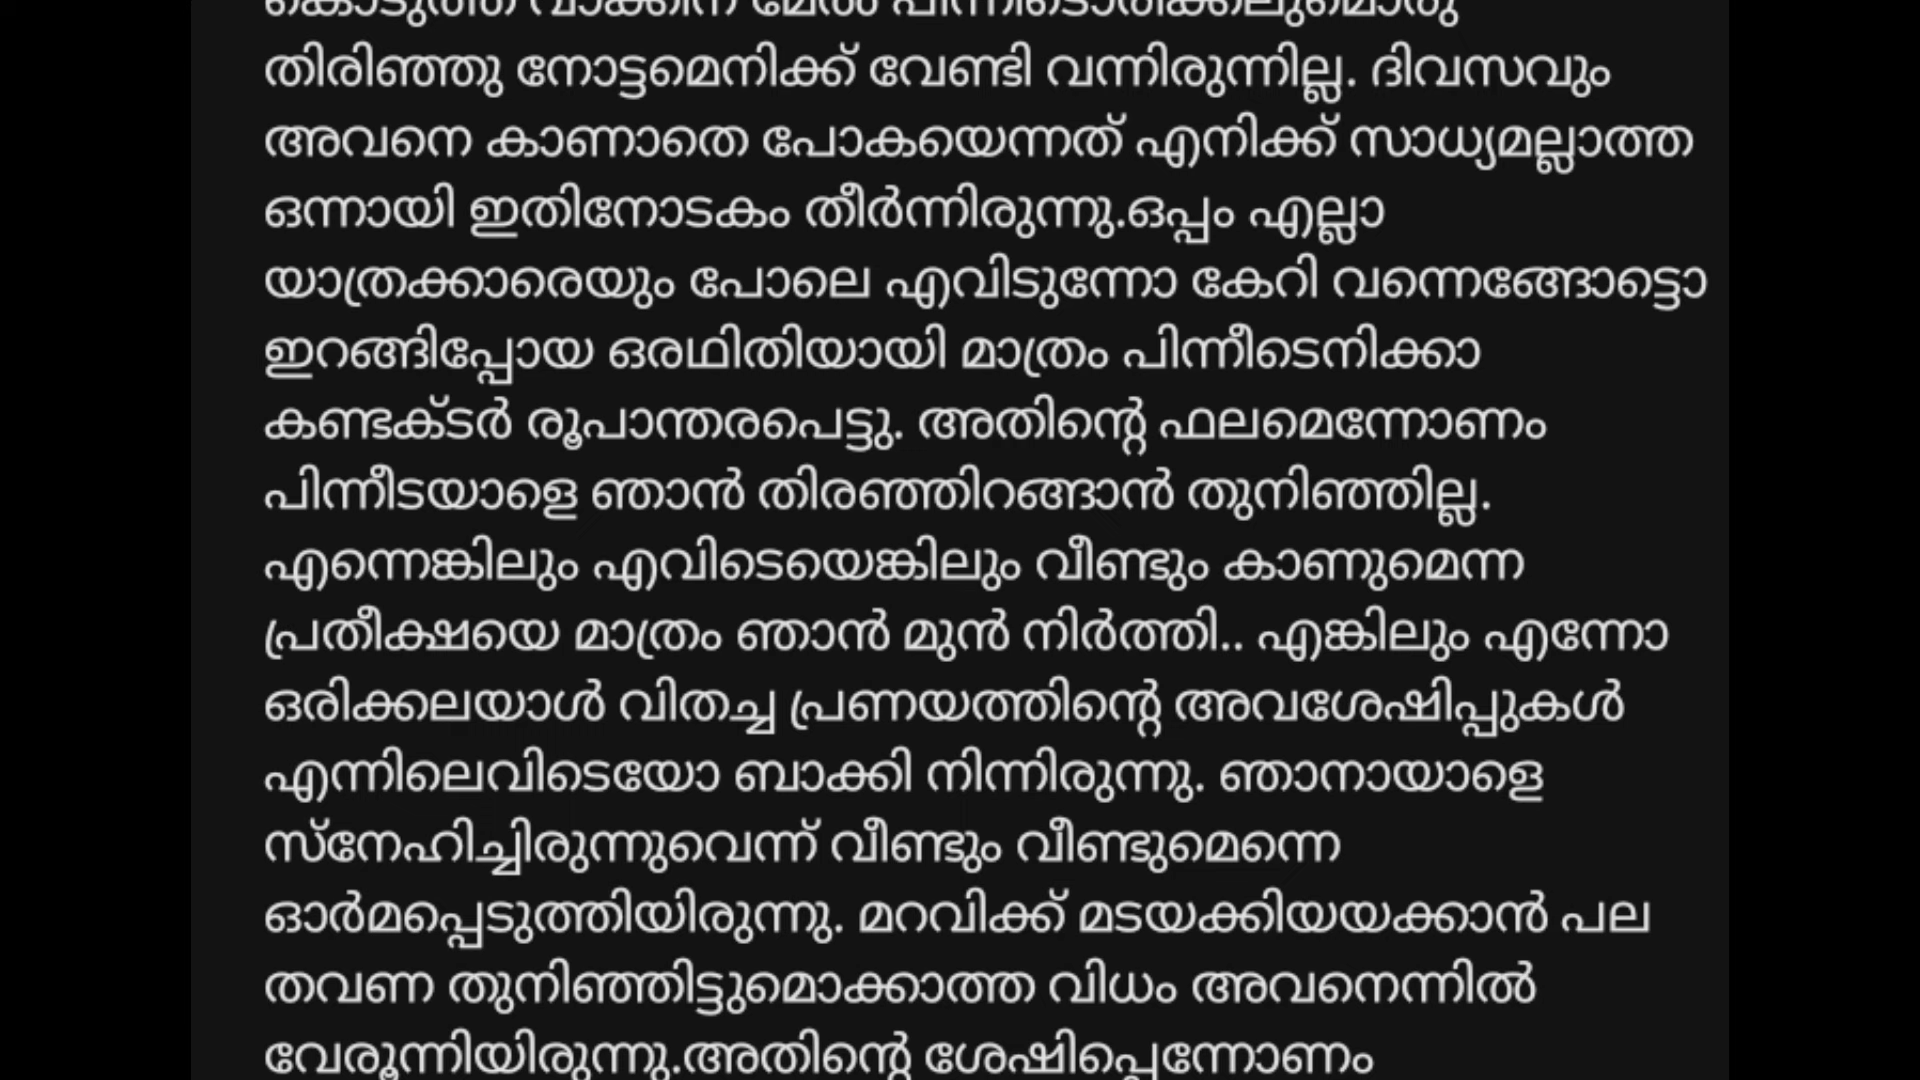 കൊടുത്ത വാക്കിന് മേൽ പിന്നീടൊരിക്കലുമൊരു
തിരിഞ്ഞു നോട്ടമെനിക്ക് വേണ്ടി വന്നിരുന്നില്ല. ദിവസവും
അവനെ കാണാതെ പോകയെന്നത് എനിക്ക് സാധ്യമല്ലാത്ത
ഒന്നായി ഇതിനോടകം തീർന്നിരുന്നു.ഒപ്പം എല്ലാ
യാത്രക്കാരെയും പോലെ എവിടുന്നോ കേറി വന്നെങ്ങോട്ടൊ
ഇറങ്ങിപ്പോയ ഒരഥിതിയായി മാത്രം പിന്നീടെനിക്കാ
കണ്ടക്ടർ രൂപാന്തരപെട്ടു. അതിന്റെ ഫലമെന്നോണം
പിന്നീടയാളെ ഞാൻ തിരഞ്ഞിറങ്ങാൻ തുനിഞ്ഞില്ല.
എന്നെങ്കിലും എവിടെയെങ്കിലും വീണ്ടും കാണുമെന്ന
പ്രതീക്ഷയെ മാത്രം ഞാൻ മുൻ നിർത്തി.. എങ്കിലും എന്നോ
ഒരിക്കലയാൾ വിതച്ച പ്രണയത്തിന്റെ അവശേഷിപ്പുകൾ
എന്നിലെവിടെയോ ബാക്കി നിന്നിരുന്നു. ഞാനായാളെ
സ്നേഹിച്ചിരുന്നുവെന്ന് വീണ്ടും വീണ്ടുമെന്നെ
ഓർമപ്പെടുത്തിയിരുന്നു. മറവിക്ക് മടയക്കിയയക്കാൻ പല
തവണ തുനിഞ്ഞിട്ടുമൊക്കാത്ത വിധം അവനെന്നിൽ
വേരൂന്നിയിരുന്നു.അതിന്റെ ശേഷിപ്പെന്നോണം